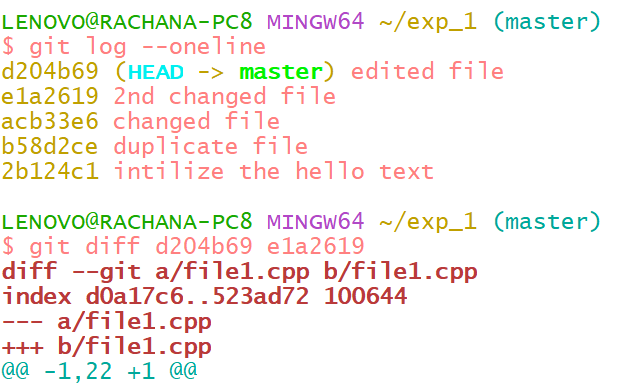 LENOVO@RACHANA-PC8 MINGW64 ~/exp_1 (master)
$ git log --oneline
d204b69 (HEAD -> master) edited file
e1a2619 2nd changed file
acb33e6 changed file
b58d2ce duplicate file
2b124c1 intilize the hello text
LENOVO@RACHANA-PC8 MINGW64 ~/exp_1 (master)
$ git diff d204b69 e1a2619
diff --git a/file1.cpp b/file1.cpp
index d0a17c6..523ad72 100644
--- a/file1.cpp
+++ b/file1.cpp
@@ -1,22 +1 @@